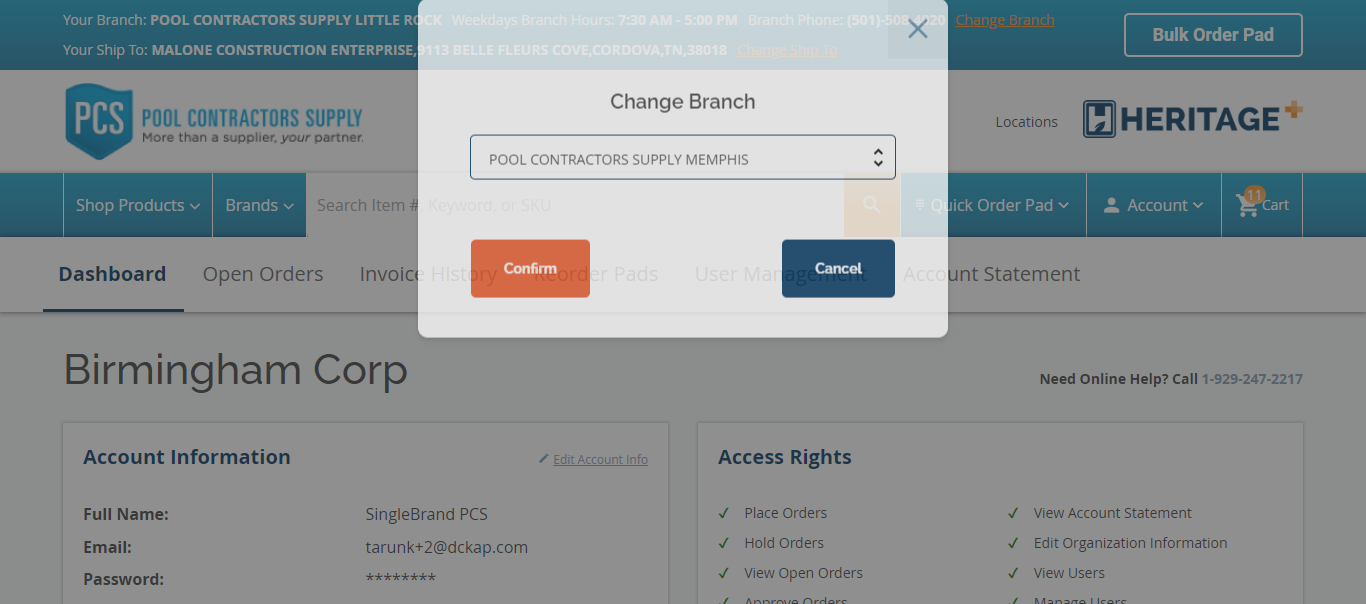 Your Branch: POOL CONTRACTORS SUPPLY LITTLE ROCK Weekdays Branch Hours: 7:30 AM - 5:00 PM Branch Phone: (501)-508-4020 Change Branch
Bulk Order Pad
Your Ship To: MALONE CONSTRUCTION ENTERPRISE,9113 BELLE FLEURS COVE,CORDOVA,TN,38018 Change Ship To
Change Branch
PCS POOL CONTRACTORS SUPPLY
More than a supplier, your partner.
Locations
HERITAGE+
POOL CONTRACTORS SUPPLY MEMPHIS
Shop Products
Brands
Search Item #, Keyword, or SKU
Quick Order Pad
Account
11
Cart
Confirm
Cancel
Dashboard
Open Orders
Invoice History
Reorder Pads
User Management
Account Statement
Birmingham Corp
Need Online Help? Call 1-929-247-2217
Account Information
Edit Account Info
Full Name: SingleBrand PCS
Email: tarunk+2@dckap.com
Password: ********
Access Rights
Place Orders
View Account Statement
Hold Orders
Edit Organization Information
View Open Orders
View Users
Approve Orders
Manage Users